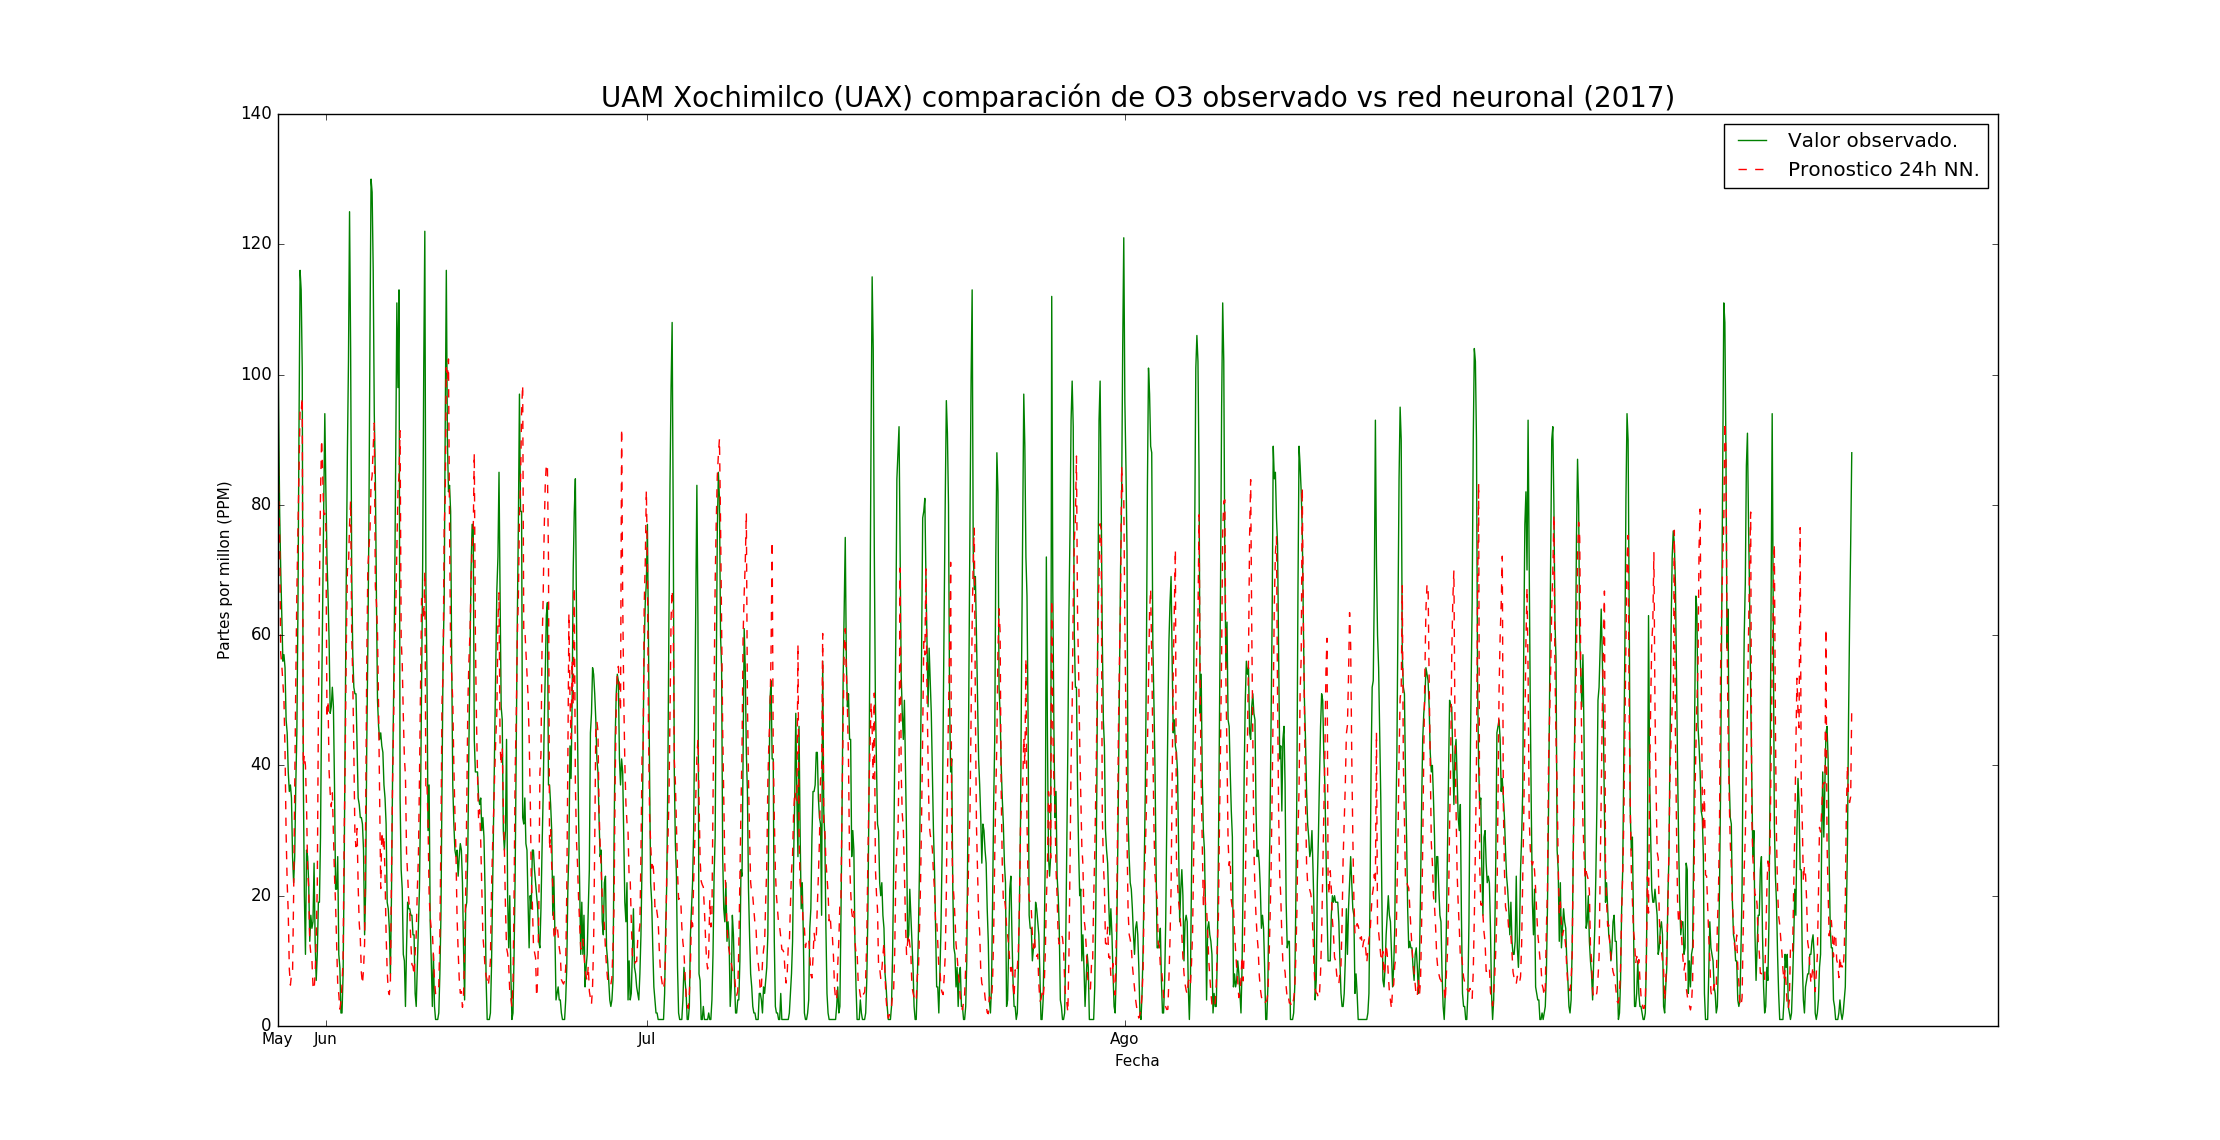 UAM Xochimilco (UAX) comparación de O3 observado vs red neuronal (2017)
Valor observado.
Pronostico 24h NN.
140
120
100
80
60
40
20
0
Partes por millon (PPM)
May Jun Jul Ago
Fecha